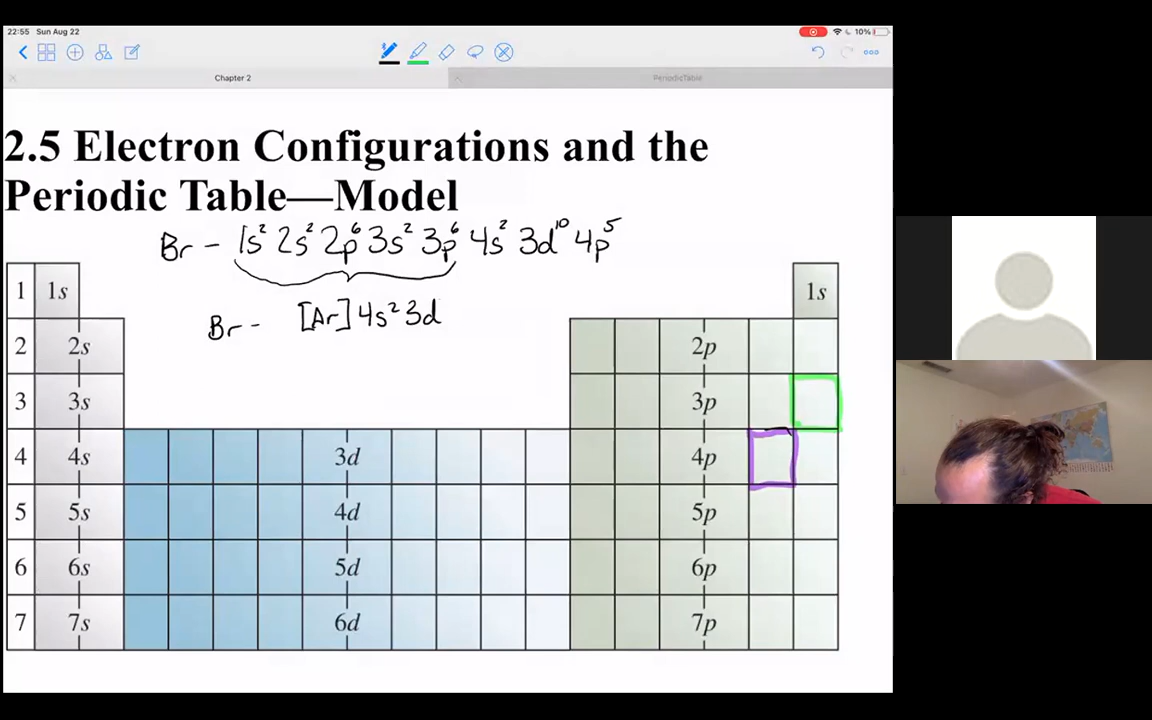 22:55 Sun Aug 22
10%
Chapter 2
PeriodicTable
2.5 Electron Configurations and the
Periodic Table—Model
Br - 1s² 2s² 2p⁶ 3s² 3p⁶ 4s² 3d¹⁰ 4p⁵
Br - [Ar] 4s² 3d
1 1s 1s
2 2s 2p
3 3s 3p
4 4s 3d 4p
5 5s 4d 5p
6 6s 5d 6p
7 7s 6d 7p